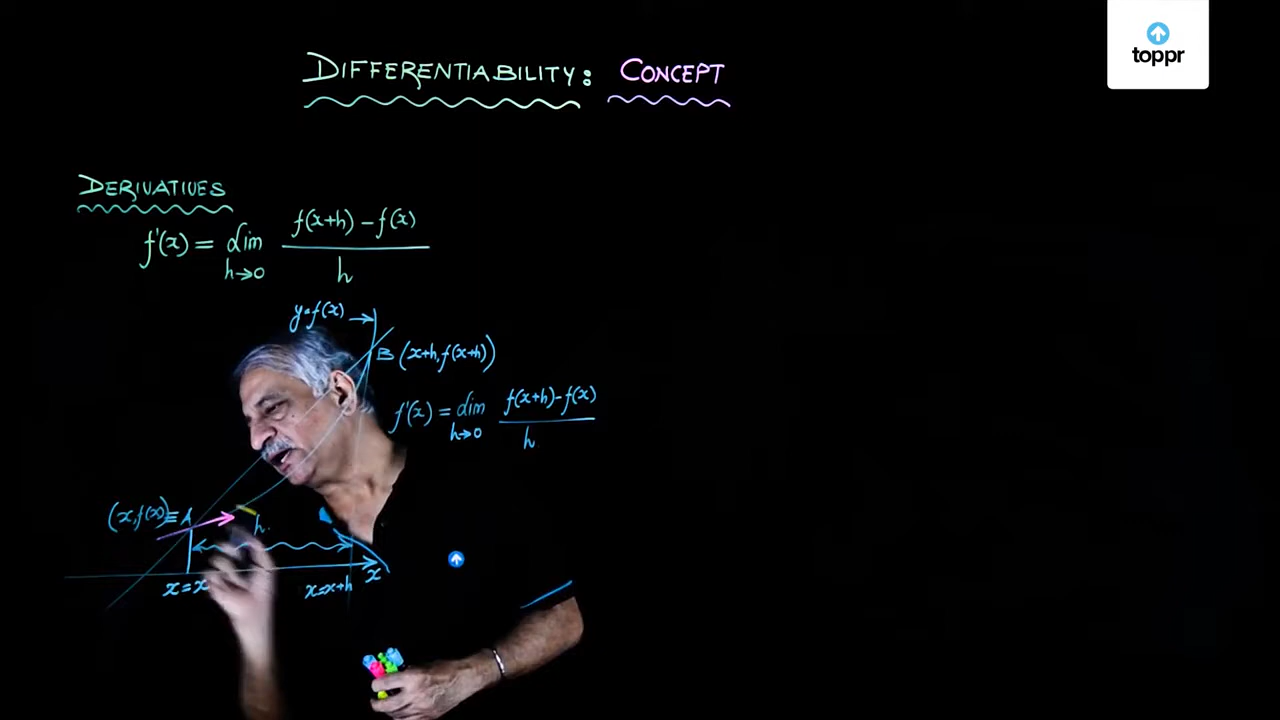 toppr
DIFFERENTIABILITY: CONCEPT
DERIVATIVES
f'(x) = lim h→0 f(x+h) - f(x) / h
y=f(x) →
B (x+h, f(x+h))
f'(x) = lim h→0 f(x+h)-f(x) / h
(x, f(x)) ≡ A
h
x
x = x
x=x+h